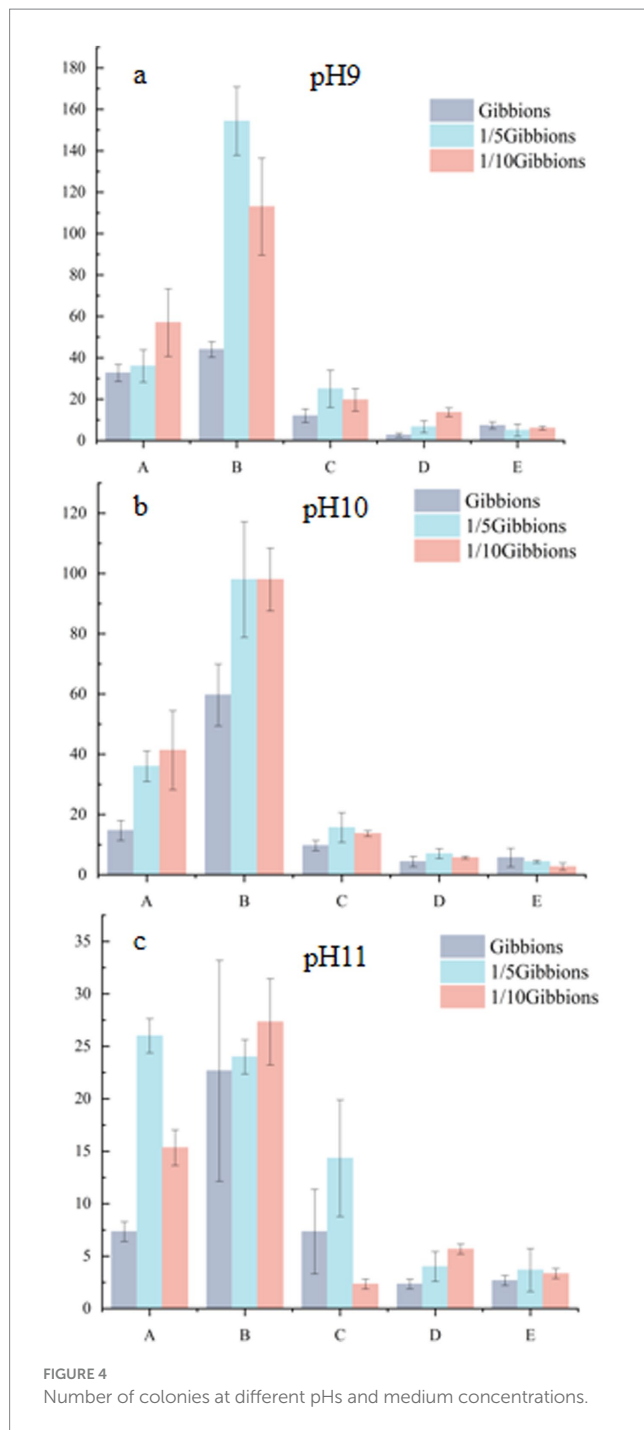 a
pH9
Gibbions
1/5Gibbions
1/10Gibbions
180
160
140
120
100
80
60
40
20
0
A B C D E
b
pH10
Gibbions
1/5Gibbions
1/10Gibbions
120
100
80
60
40
20
0
A B C D E
c
pH11
Gibbions
1/5Gibbions
1/10Gibbions
35
30
25
20
15
10
5
0
A B C D E
FIGURE 4
Number of colonies at different pHs and medium concentrations.